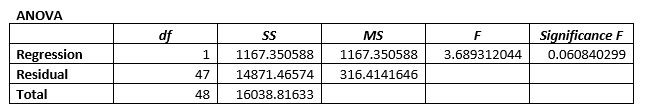 ANOVA
df SS MS F Significance F
Regression 1 1167.350588 1167.350588 3.689312044 0.060840299
Residual 47 14871.46574 316.4141646
Total 48 16038.81633